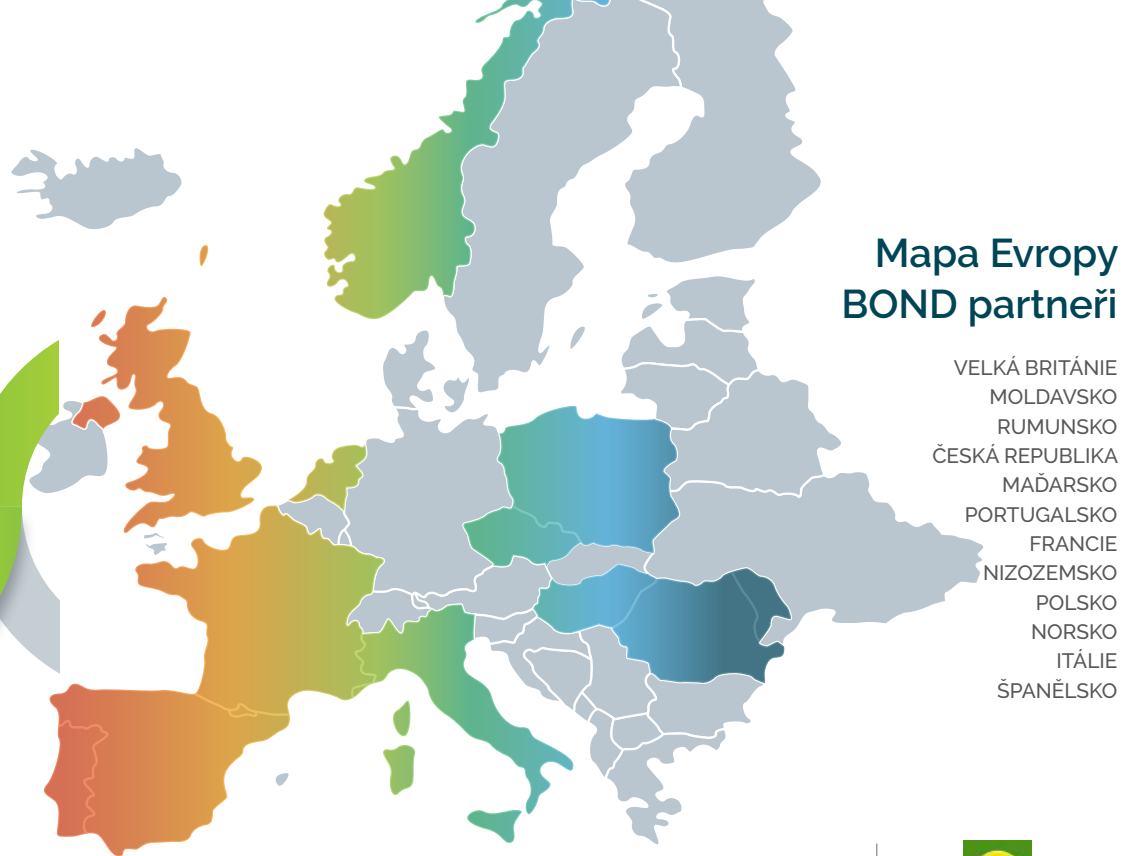 Mapa Evropy
BOND partneři
VELKÁ BRITÁNIE
MOLDAVSKO
RUMUNSKO
ČESKÁ REPUBLIKA
MAĎARSKO
PORTUGALSKO
FRANCIE
NIZOZEMSKO
POLSKO
NORSKO
ITÁLIE
ŠPANĚLSKO